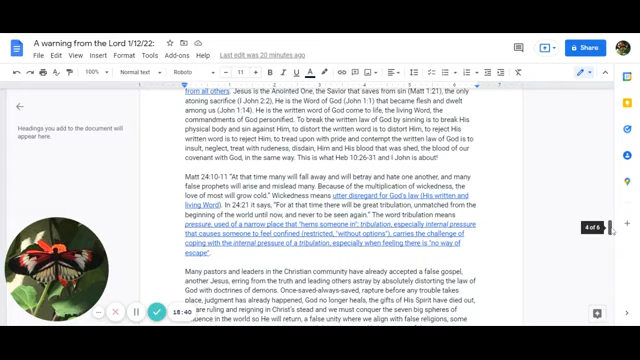 A warning from the Lord 1/12/22:
File Edit View Insert Format Tools Add-ons Help Last edit was 20 minutes ago
Share
100% Normal text Roboto 11
Headings you add to the document will
appear here.
from all others. Jesus is the Anointed One, the Savior that saves from sin (Matt 1:21), the only
atoning sacrifice (I John 2:2), He is the Word of God (John 1:1) that became flesh and dwelt
among us (John 1:14). He is the written word of God come to life, the living Word, the
commandments of God personified. To break the written law of God by sinning is to break His
physical body and sin against Him, to distort the written word is to distort Him, to reject His
written word is to reject Him, to tread upon with pride and contempt the written law of God is to
insult, neglect, treat with rudeness, disdain, Him and His blood that was shed, the blood of our
covenant with God, in the same way. This is what Heb 10:26-31 and I John is about!
Matt 24:10-11 "At that time many will fall away and will betray and hate one another, and many
false prophets will arise and mislead many. Because of the multiplication of wickedness, the
love of most will grow cold." Wickedness means utter disregard for God's law (His written and
living Word). In 24:21 it says, "For at that time there will be great tribulation, unmatched from the
beginning of the world until now, and never to be seen again." The word tribulation means
pressure, used of a narrow place that "hems someone in"; tribulation, especially internal pressure
that causes someone to feel confined (restricted, "without options"), carries the challenge of
coping with the internal pressure of a tribulation, especially when feeling there is "no way of
escape".
Many pastors and leaders in the Christian community have already accepted a false gospel,
another Jesus, erring from the truth and leading others astray by absolutely distorting the law of
God with doctrines of demons. Once-saved-always-saved, rapture before any trouble takes
place, judgment has already happened, God no longer heals, the gifts of His Spirit have died out,
are ruling and reigning in Christ's stead and we must conquer the seven big spheres of
influence in the world so He will return, a false unity where we align with false religions, some
4 of 6
18:40